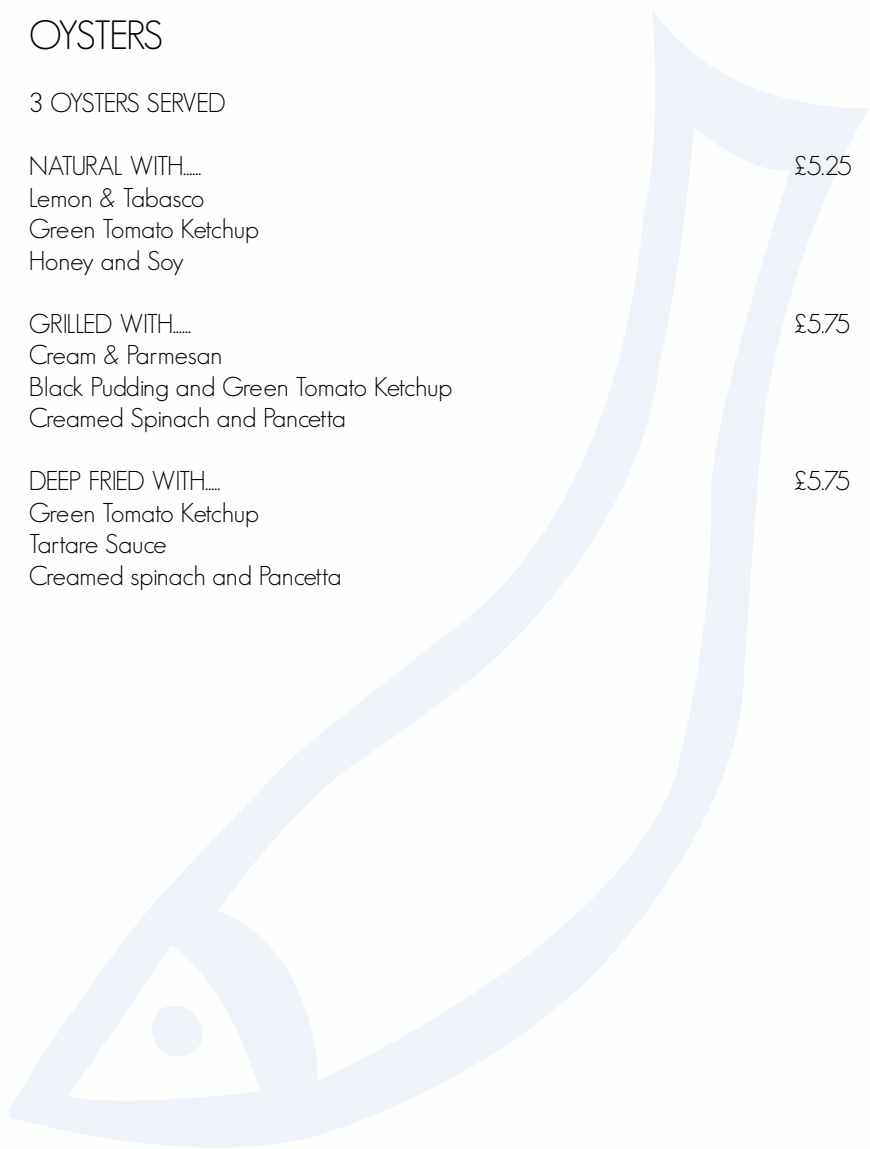 OYSTERS
3 OYSTERS SERVED
NATURAL WITH...... £5.25
Lemon & Tabasco
Green Tomato Ketchup
Honey and Soy
GRILLED WITH...... £5.75
Cream & Parmesan
Black Pudding and Green Tomato Ketchup
Creamed Spinach and Pancetta
DEEP FRIED WITH..... £5.75
Green Tomato Ketchup
Tartare Sauce
Creamed spinach and Pancetta